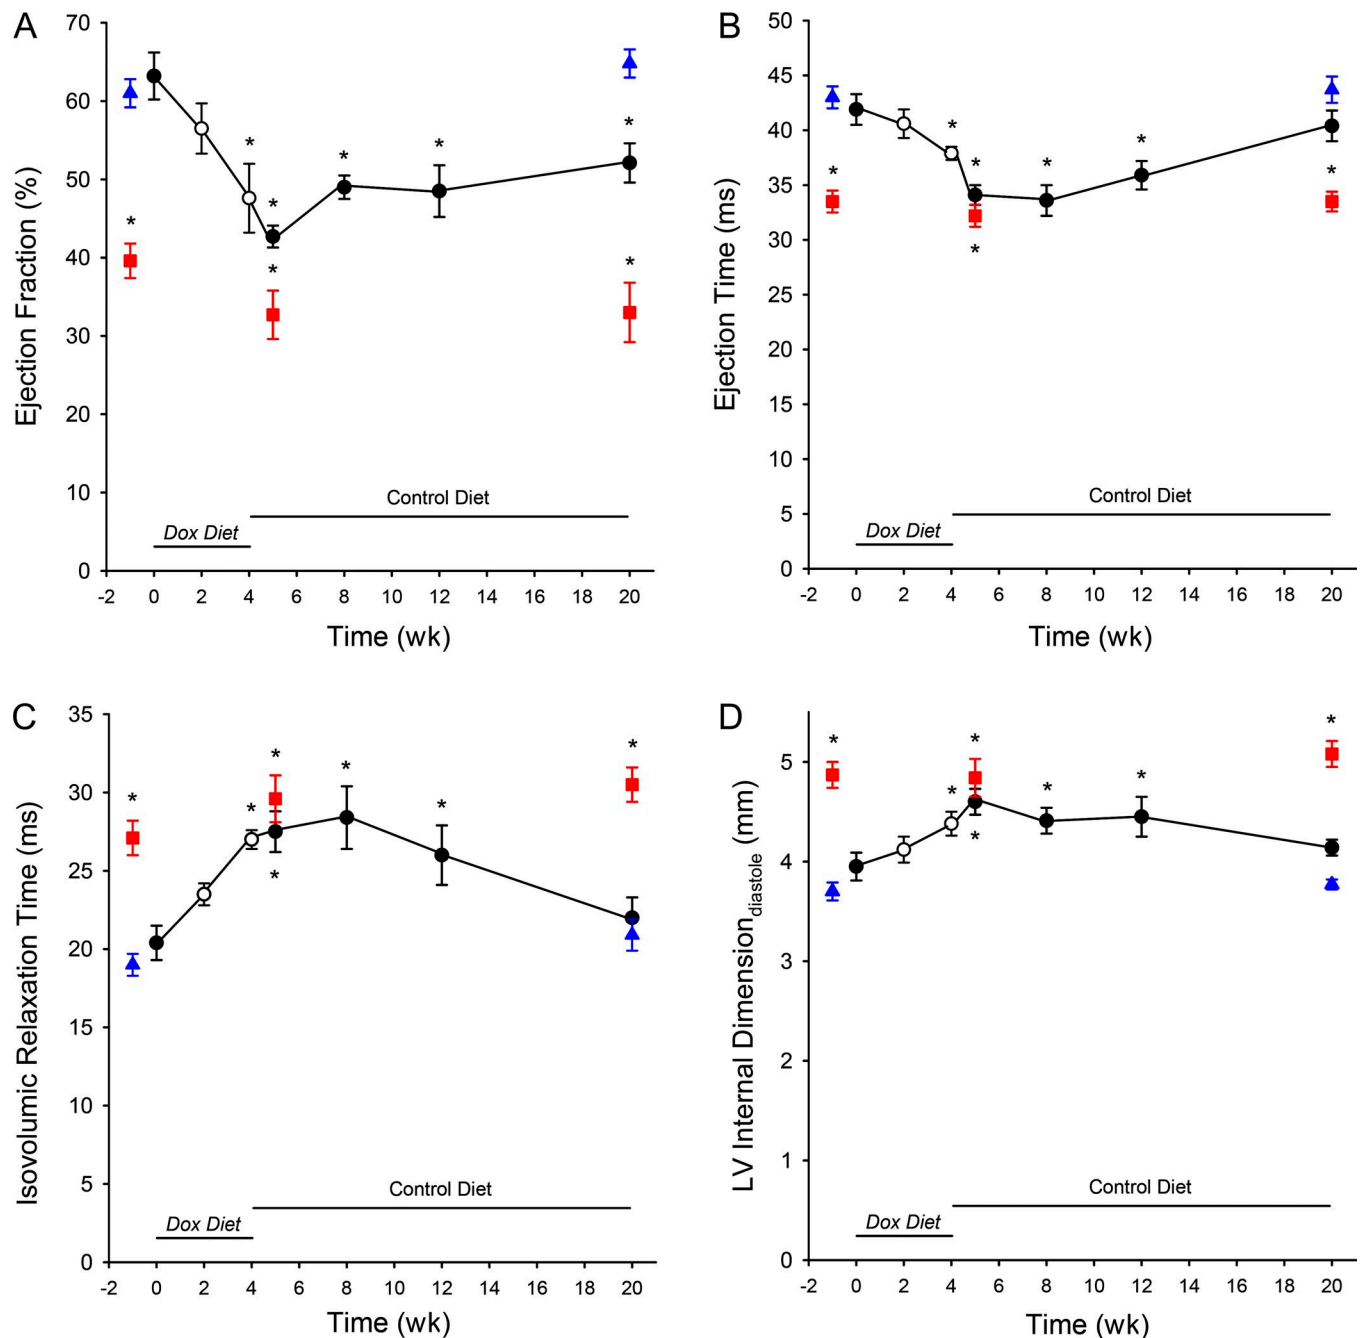 A
Ejection Fraction (%)
70
60
50
40
30
20
10
0
* * * * * * * *
Control Diet
Dox Diet
-2 0 2 4 6 8 10 12 14 16 18 20
Time (wk)
B
Ejection Time (ms)
50
45
40
35
30
25
20
15
10
5
0
* * * * * * * *
Control Diet
Dox Diet
-2 0 2 4 6 8 10 12 14 16 18 20
Time (wk)
C
Isovolumic Relaxation Time (ms)
35
30
25
20
15
10
5
0
* * * * * * *
Control Diet
Dox Diet
-2 0 2 4 6 8 10 12 14 16 18 20
Time (wk)
D
LV Internal Dimension diastole (mm)
5
4
3
2
1
0
* * * * * * *
Control Diet
Dox Diet
-2 0 2 4 6 8 10 12 14 16 18 20
Time (wk)